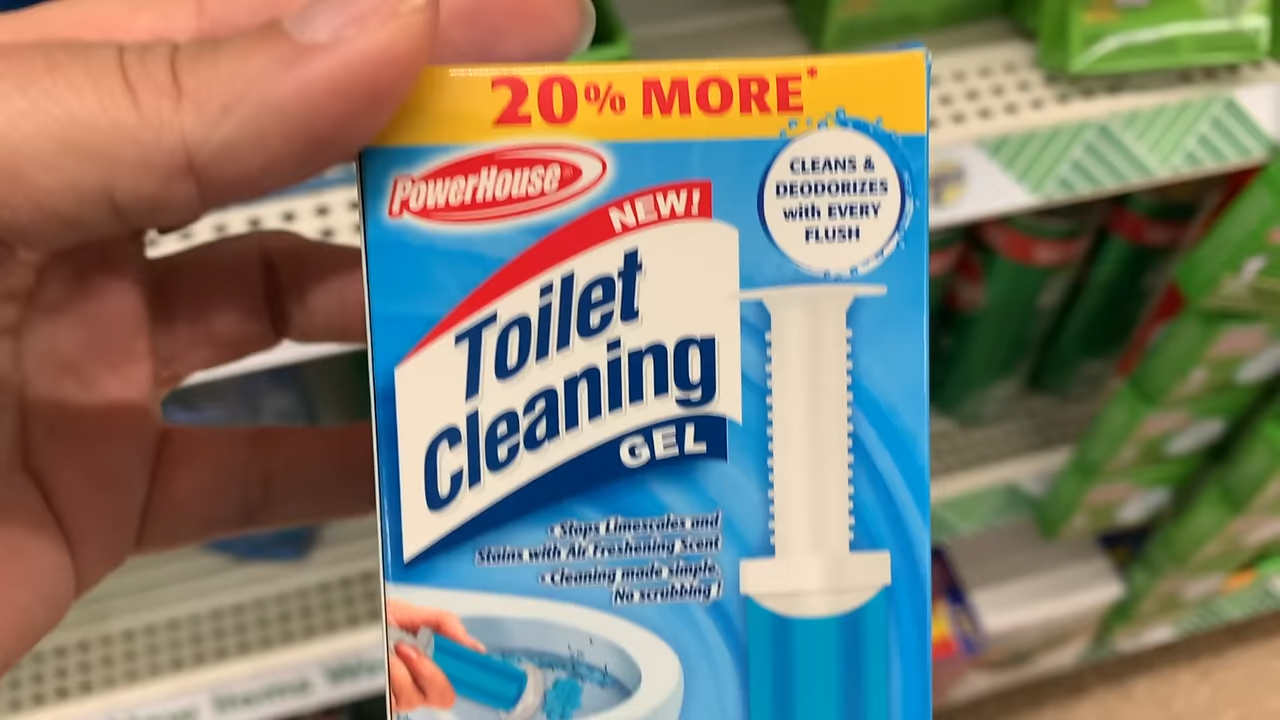 20% MORE*
PowerHouse
CLEANS &
DEODORIZES
with EVERY
FLUSH
NEW!
Toilet
Cleaning
GEL
• Stops Limescales and
Stains with Air Freshening Scent
• Cleaning made simple,
No scrubbing!
Items